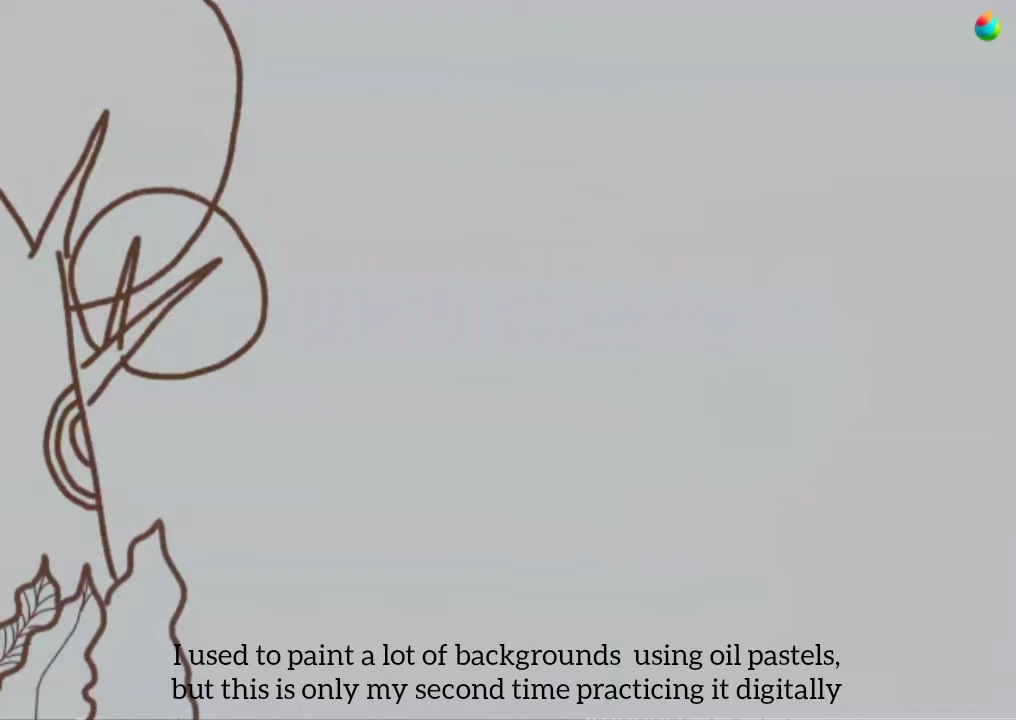 I used to paint a lot of backgrounds  using oil pastels,
but this is only my second time practicing it digitally